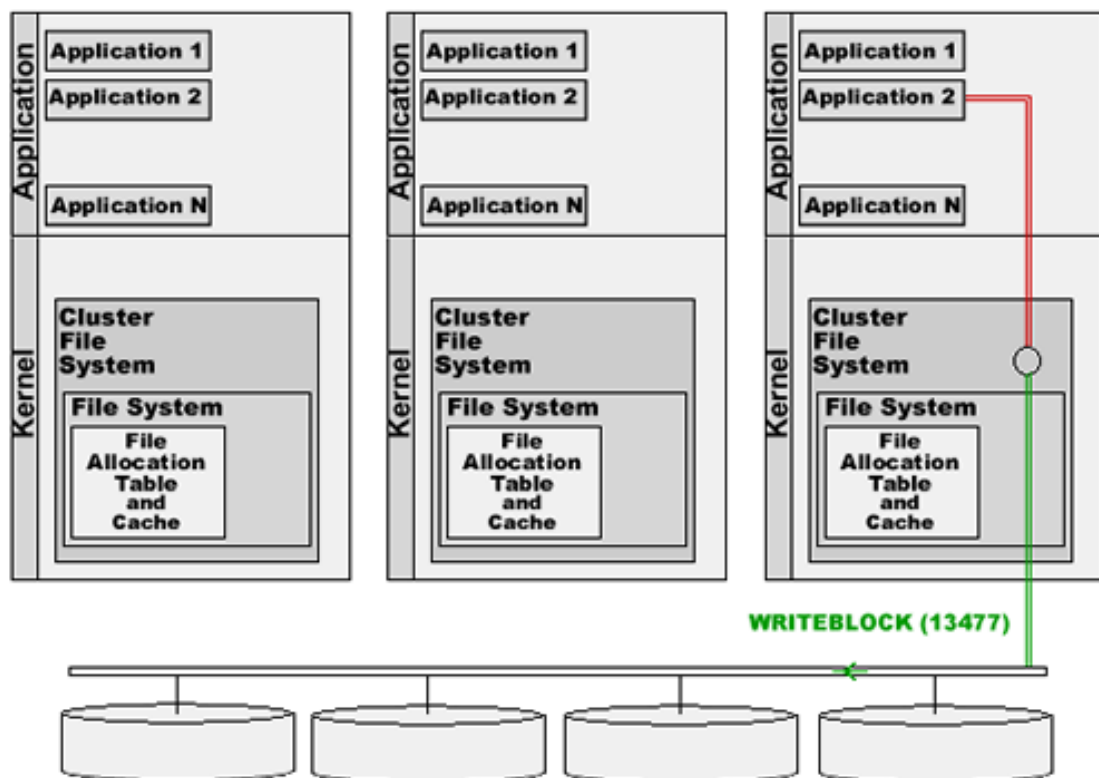 Application
Application 1
Application 2
Application N
Kernel
Cluster
File
System
File System
File
Allocation
Table
and
Cache
Application
Application 1
Application 2
Application N
Kernel
Cluster
File
System
File System
File
Allocation
Table
and
Cache
Application
Application 1
Application 2
Application N
Kernel
Cluster
File
System
File System
File
Allocation
Table
and
Cache
WRITEBLOCK (13477)